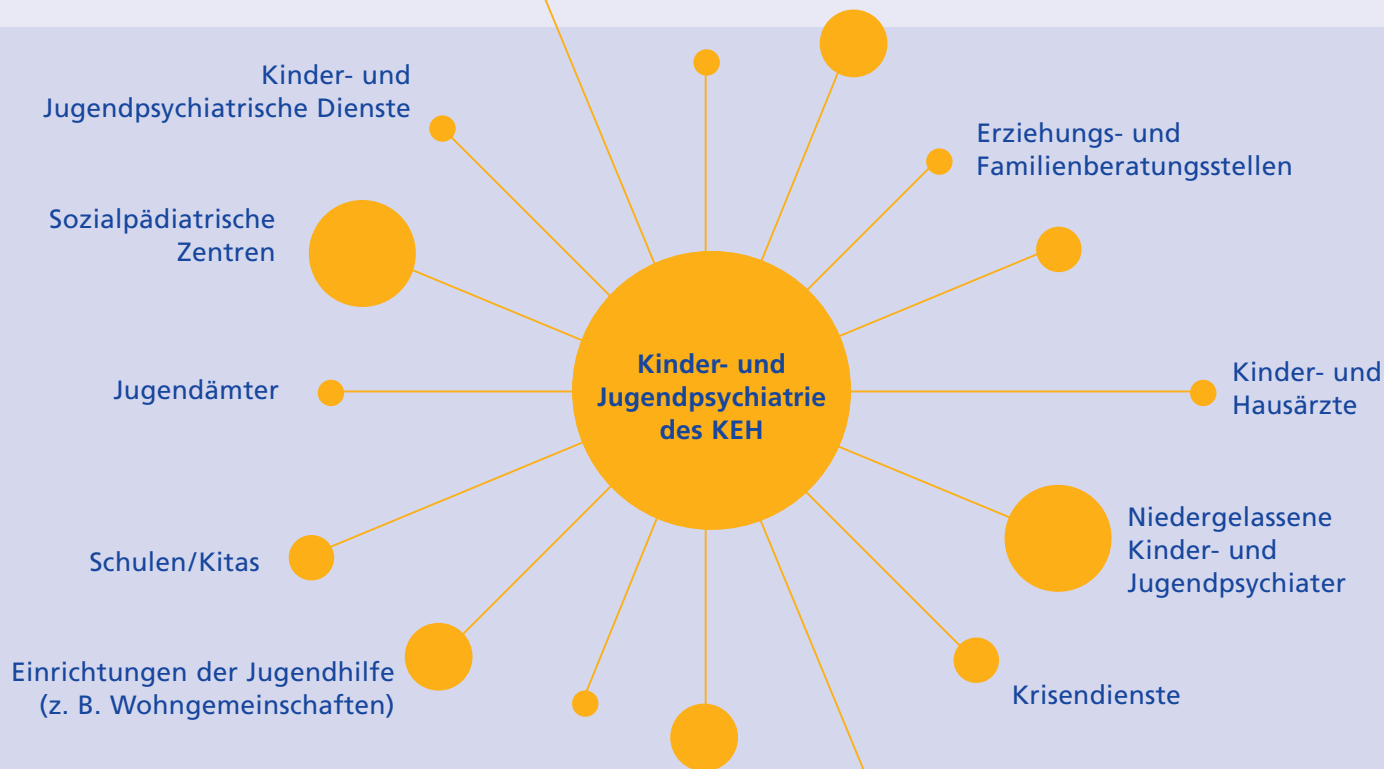 Kinder- und
Jugendpsychiatrische Dienste
Erziehungs- und
Familienberatungsstellen
Sozialpädiatrische
Zentren
Kinder- und
Jugendpsychiatrie
des KEH
Jugendämter
Kinder- und
Hausärzte
Niedergelassene
Kinder- und
Jugendpsychiater
Schulen/Kitas
Einrichtungen der Jugendhilfe
(z. B. Wohngemeinschaften)
Krisendienste